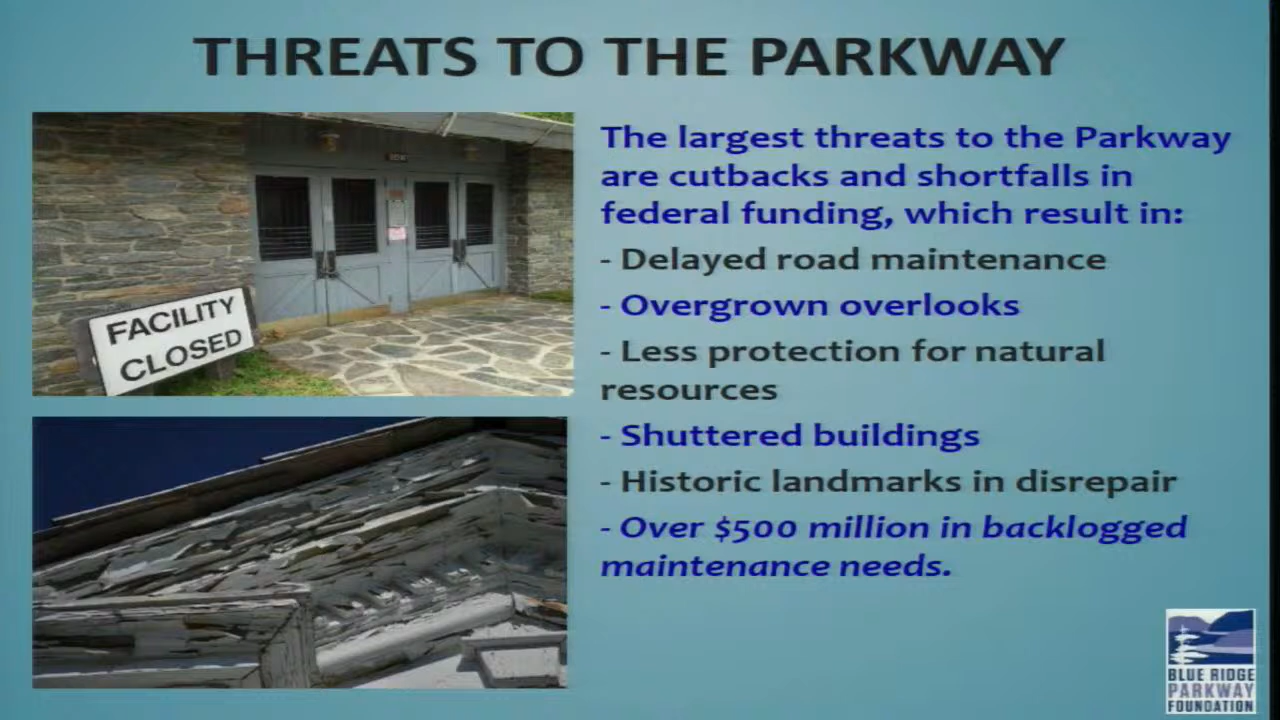 THREATS TO THE PARKWAY
The largest threats to the Parkway
are cutbacks and shortfalls in
federal funding, which result in:
- Delayed road maintenance
- Overgrown overlooks
- Less protection for natural
resources
- Shuttered buildings
- Historic landmarks in disrepair
- Over $500 million in backlogged
maintenance needs.
FACILITY
CLOSED
BLUE RIDGE
PARKWAY
FOUNDATION